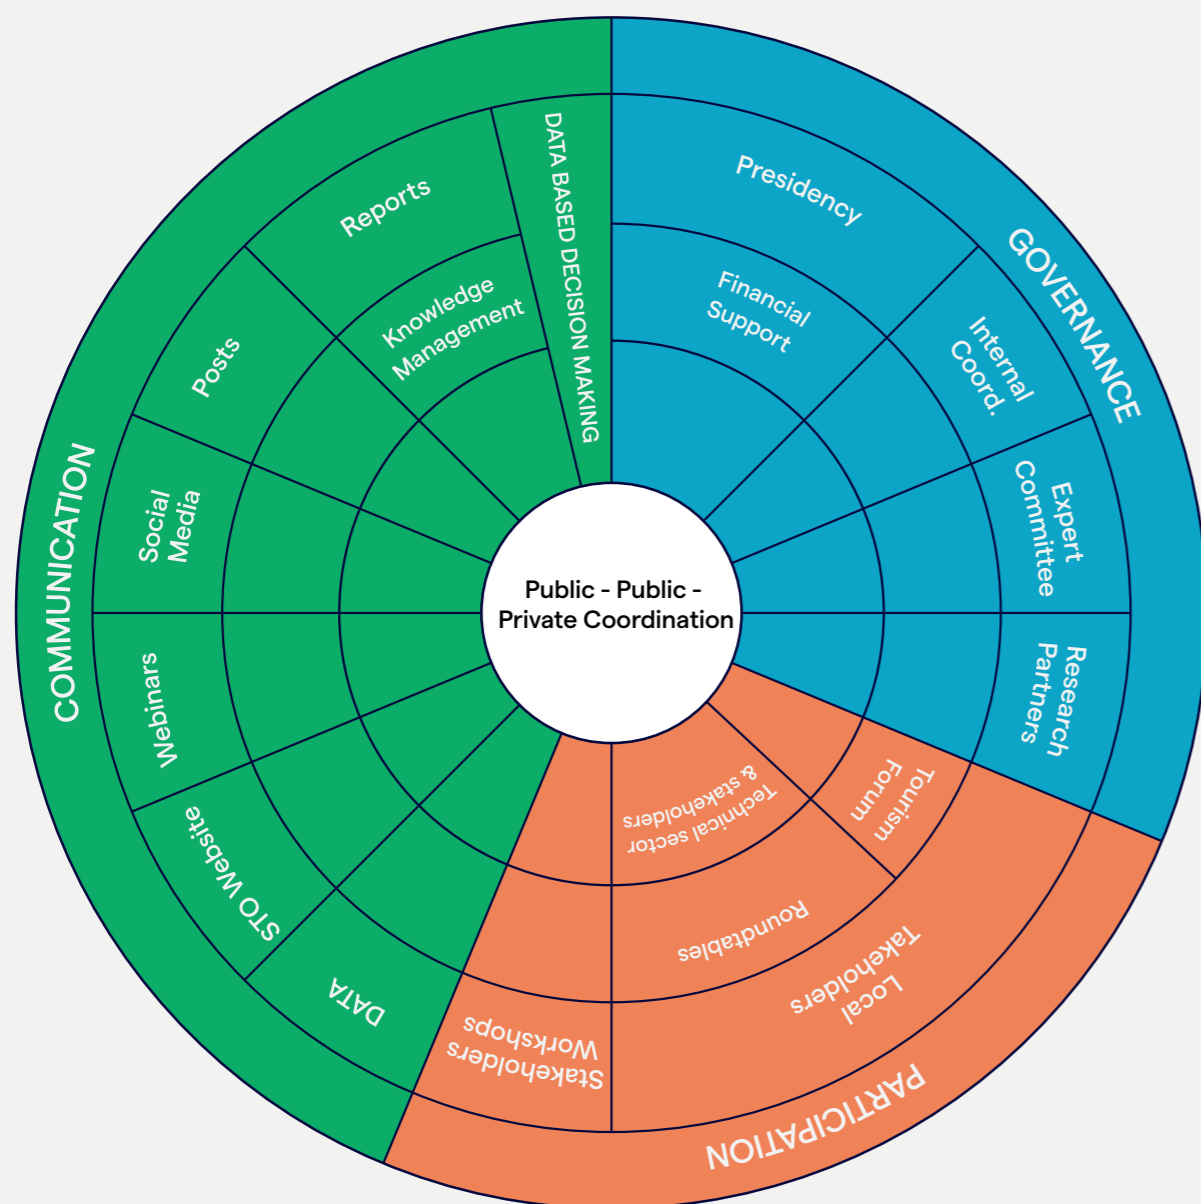 Public - Public -
Private Coordination
GOVERNANCE
Presidency
Financial
Support
Internal
Coord.
Expert
Committee
Research
Partners
PARTICIPATION
Tourism
Forum
Technical sector
& stakeholders
Roundtables
Local
Takeholders
Stakeholders
Workshops
COMMUNICATION
DATA
STO Website
Webinars
Social
Media
Posts
Reports
Knowledge
Management
DATA BASED DECISION MAKING